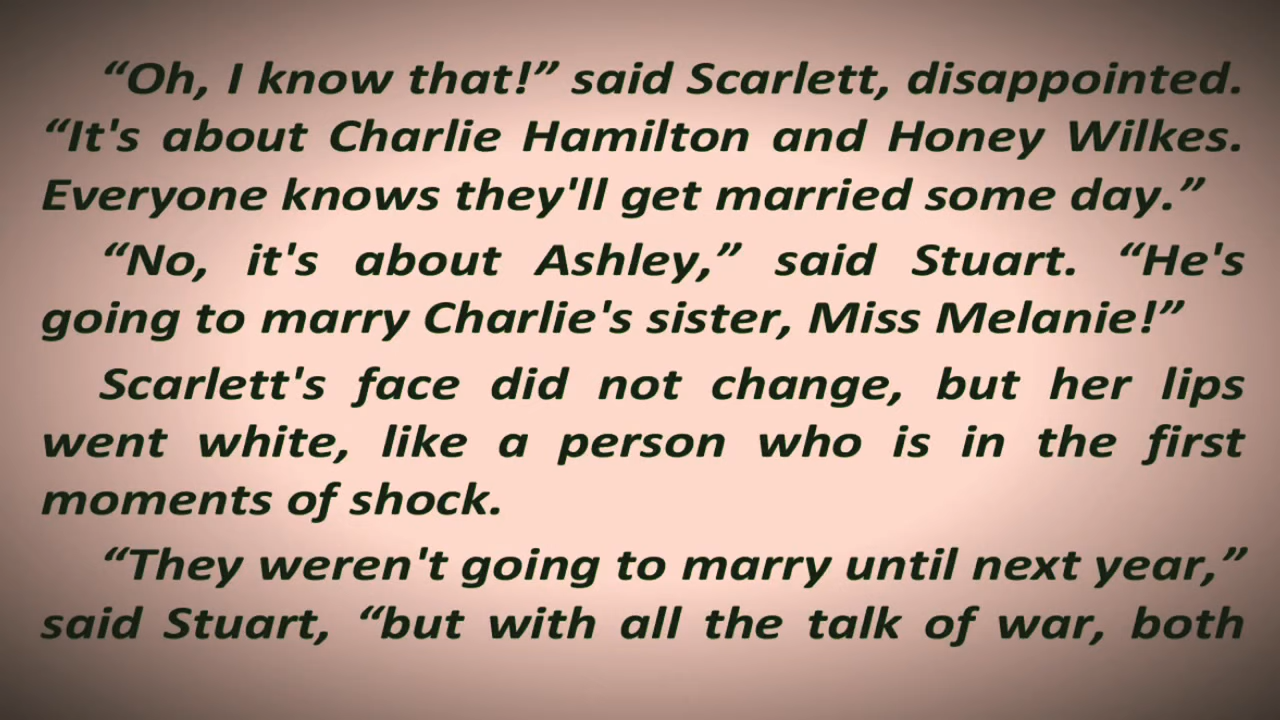 “Oh, I know that!” said Scarlett, disappointed.
“It's about Charlie Hamilton and Honey Wilkes.
Everyone knows they'll get married some day.”
“No, it's about Ashley,” said Stuart. “He's
going to marry Charlie's sister, Miss Melanie!”
Scarlett's face did not change, but her lips
went white, like a person who is in the first
moments of shock.
“They weren't going to marry until next year,”
said Stuart, “but with all the talk of war, both